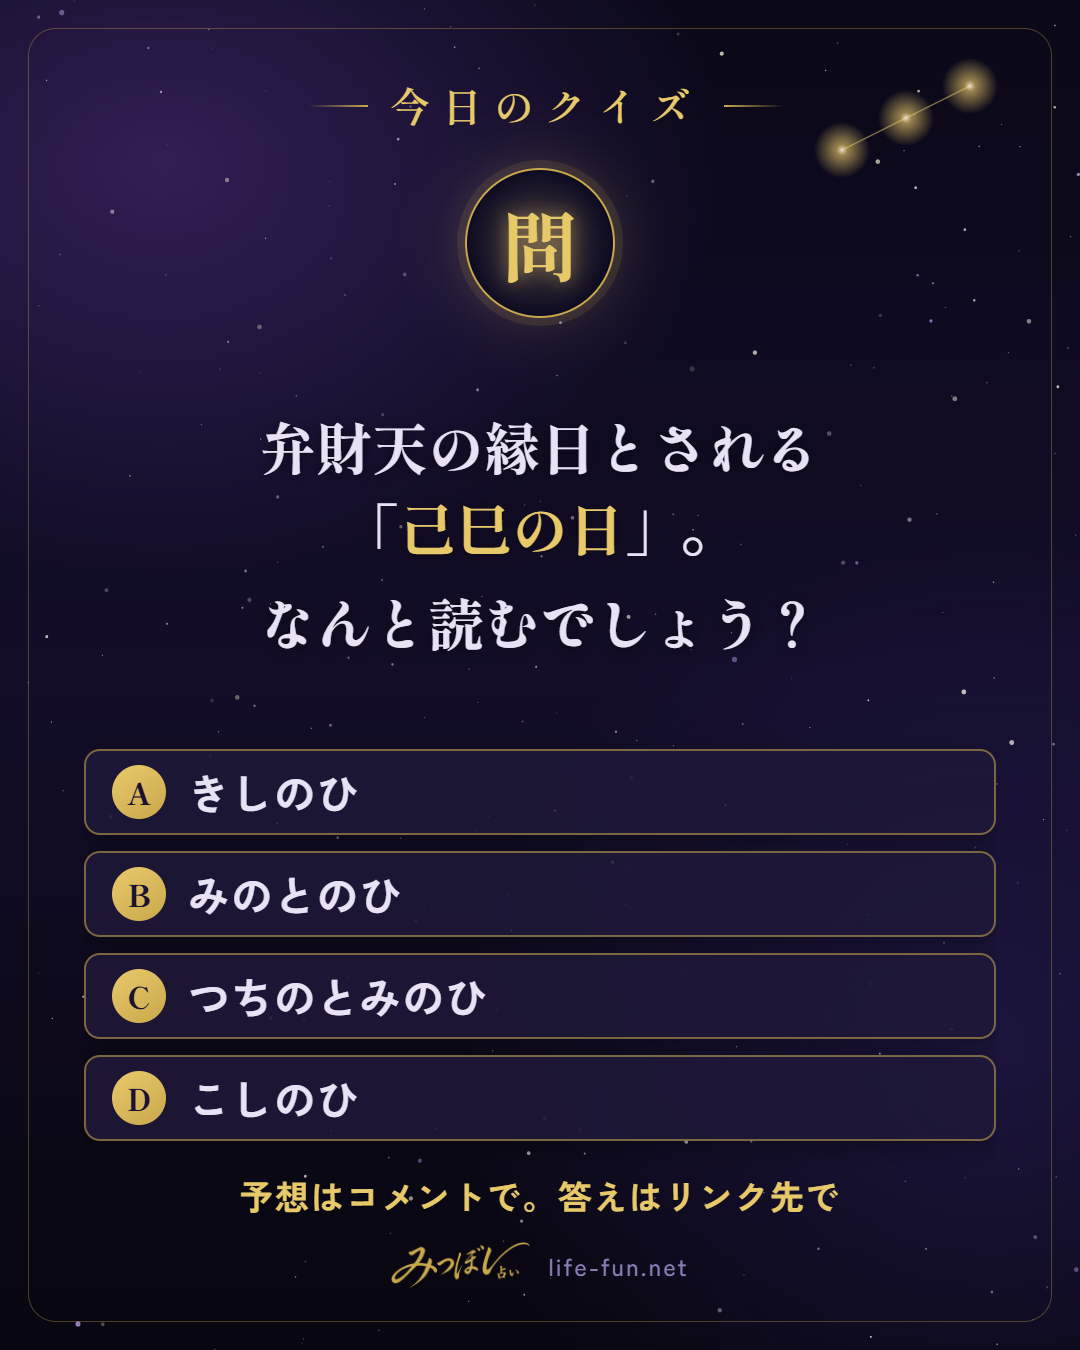 今日のクイズ
問
弁財天の縁日とされる
「己巳の日」。
なんと読むでしょう？
A きしのひ
B みのとのひ
C つちのとみのひ
D こしのひ
予想はコメントで。答えはリンク先で
みつぼし占い life-fun.net